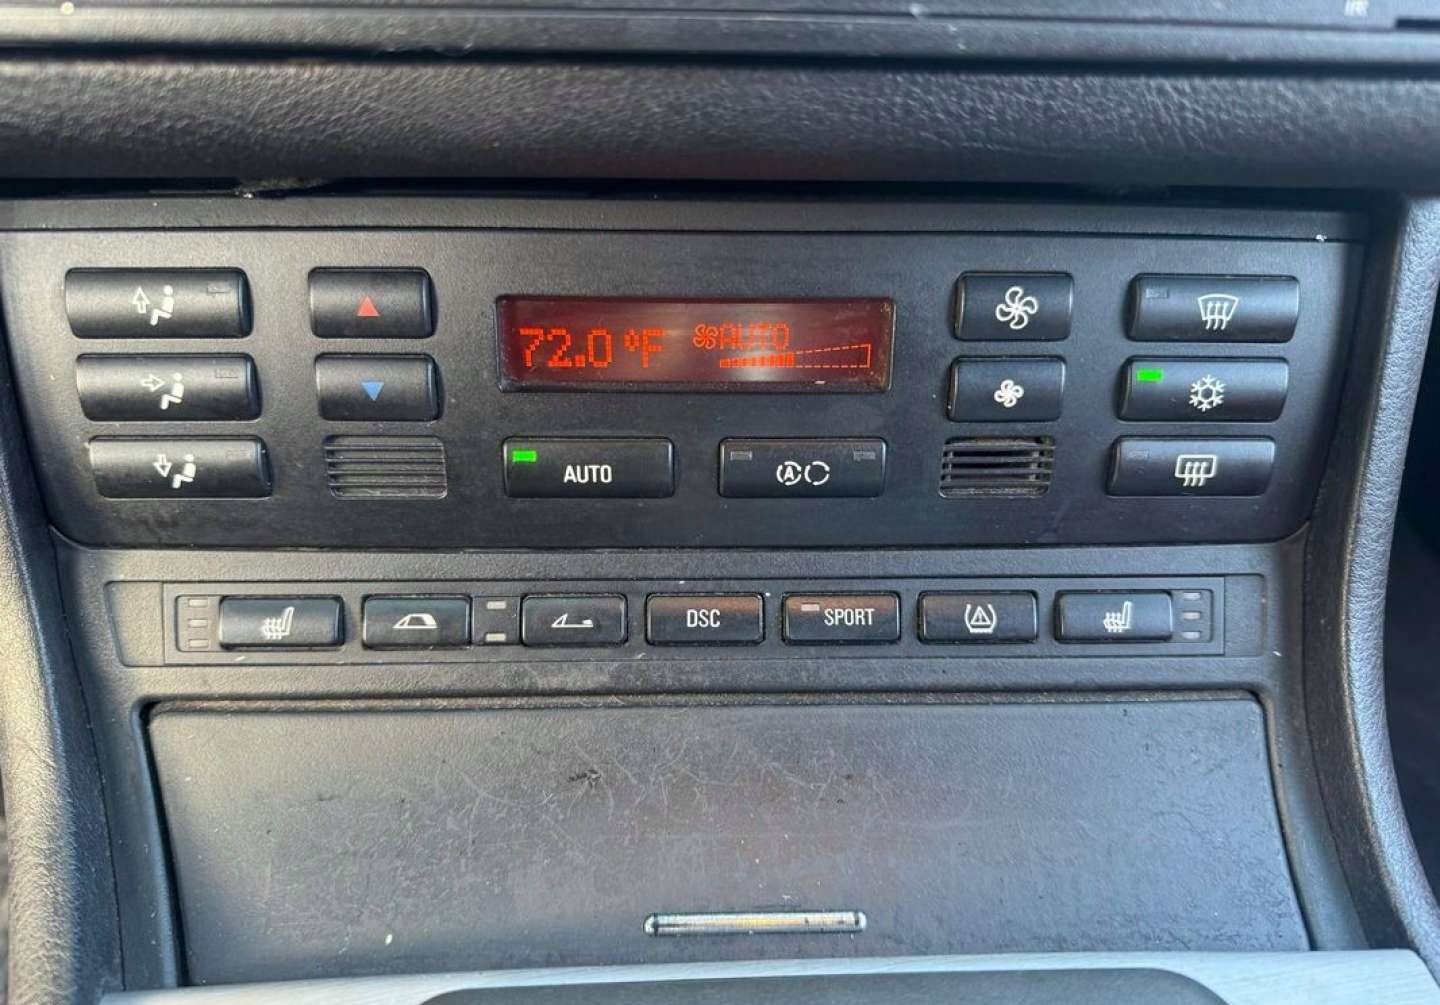 72.0 °F AUTO
AUTO A
DSC SPORT